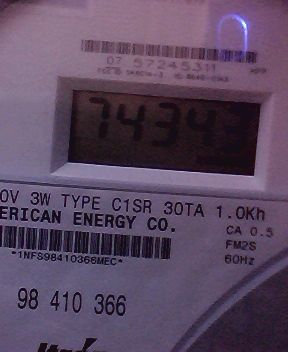 07 57245311
74343
0V 3W TYPE C1SR 30TA 1.0Kh
ERICAN ENERGY CO.
CA 0.5
FM2S
60Hz
*1NFS98410366MEC*
98 410 366